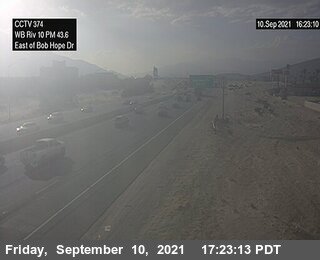 CCTV 374
WB Riv 10 PM 43.6
East of Bob Hope Dr
10.Sep 2021 16:23:10
Friday, September 10, 2021 17:23:13 PDT